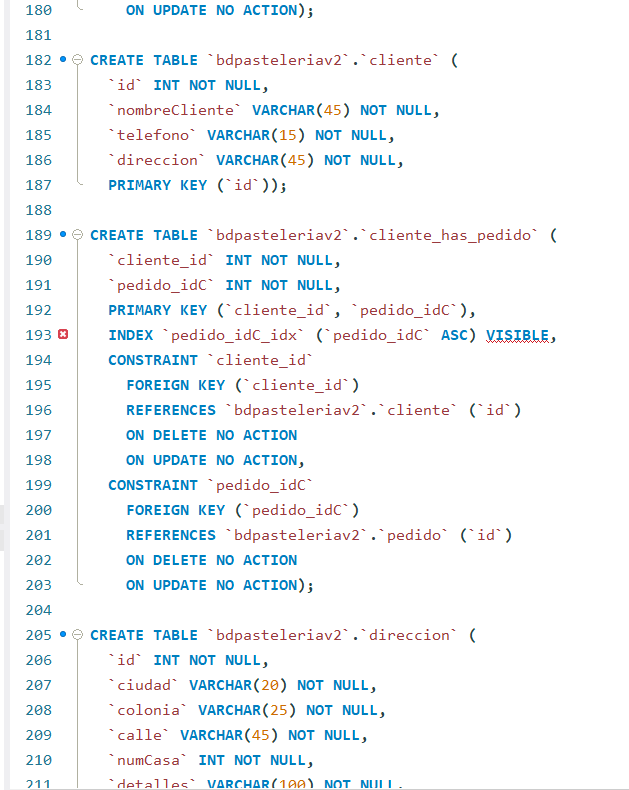 180 ON UPDATE NO ACTION);
181
182 CREATE TABLE `bdpasteleriav2`.`cliente` (
183 `id` INT NOT NULL,
184 `nombreCliente` VARCHAR(45) NOT NULL,
185 `telefono` VARCHAR(15) NOT NULL,
186 `direccion` VARCHAR(45) NOT NULL,
187 PRIMARY KEY (`id`));
188
189 CREATE TABLE `bdpasteleriav2`.`cliente_has_pedido` (
190 `cliente_id` INT NOT NULL,
191 `pedido_idC` INT NOT NULL,
192 PRIMARY KEY (`cliente_id`, `pedido_idC`),
193 INDEX `pedido_idC_idx` (`pedido_idC` ASC) VISIBLE,
194 CONSTRAINT `cliente_id`
195 FOREIGN KEY (`cliente_id`)
196 REFERENCES `bdpasteleriav2`.`cliente` (`id`)
197 ON DELETE NO ACTION
198 ON UPDATE NO ACTION,
199 CONSTRAINT `pedido_idC`
200 FOREIGN KEY (`pedido_idC`)
201 REFERENCES `bdpasteleriav2`.`pedido` (`id`)
202 ON DELETE NO ACTION
203 ON UPDATE NO ACTION);
204
205 CREATE TABLE `bdpasteleriav2`.`direccion` (
206 `id` INT NOT NULL,
207 `ciudad` VARCHAR(20) NOT NULL,
208 `colonia` VARCHAR(25) NOT NULL,
209 `calle` VARCHAR(45) NOT NULL,
210 `numCasa` INT NOT NULL,
211 `detalles` VARCHAR(100) NOT NULL,